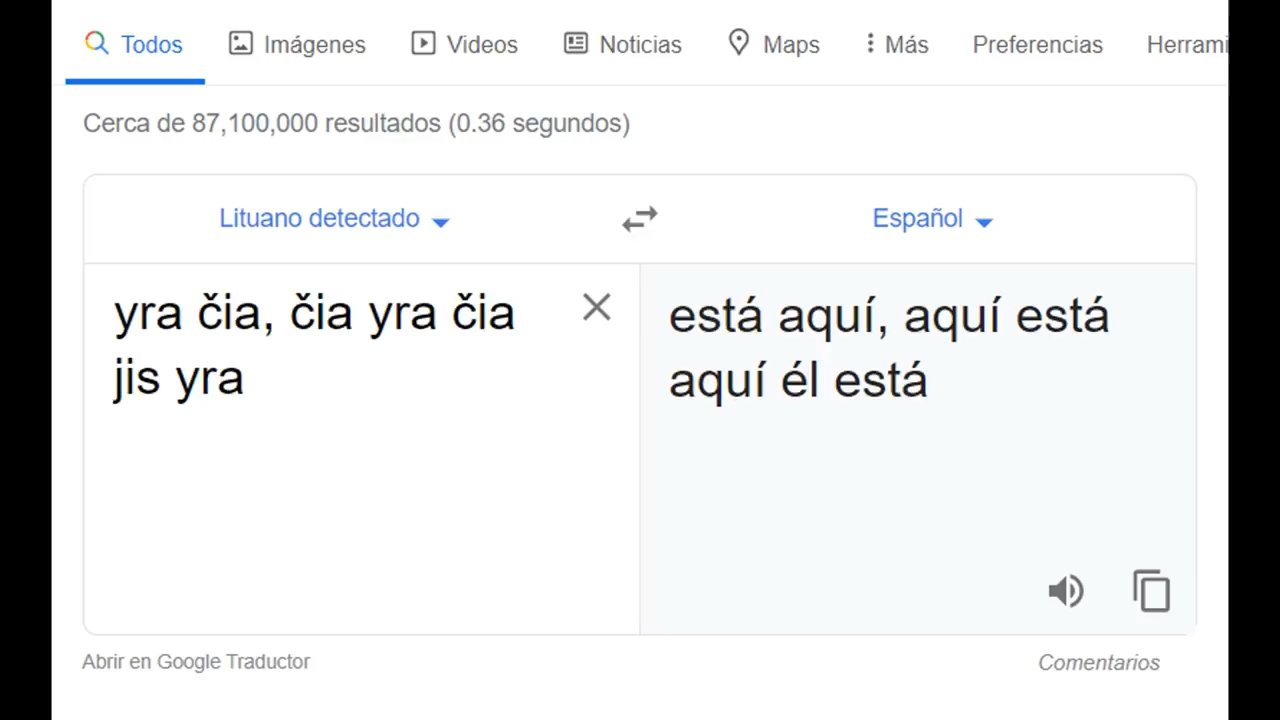 Todos Imágenes Videos Noticias Maps Más Preferencias Herrami
Cerca de 87,100,000 resultados (0.36 segundos)
Lituano detectado Español
yra čia, čia yra čia
jis yra
está aquí, aquí está
aquí él está
Abrir en Google Traductor Comentarios